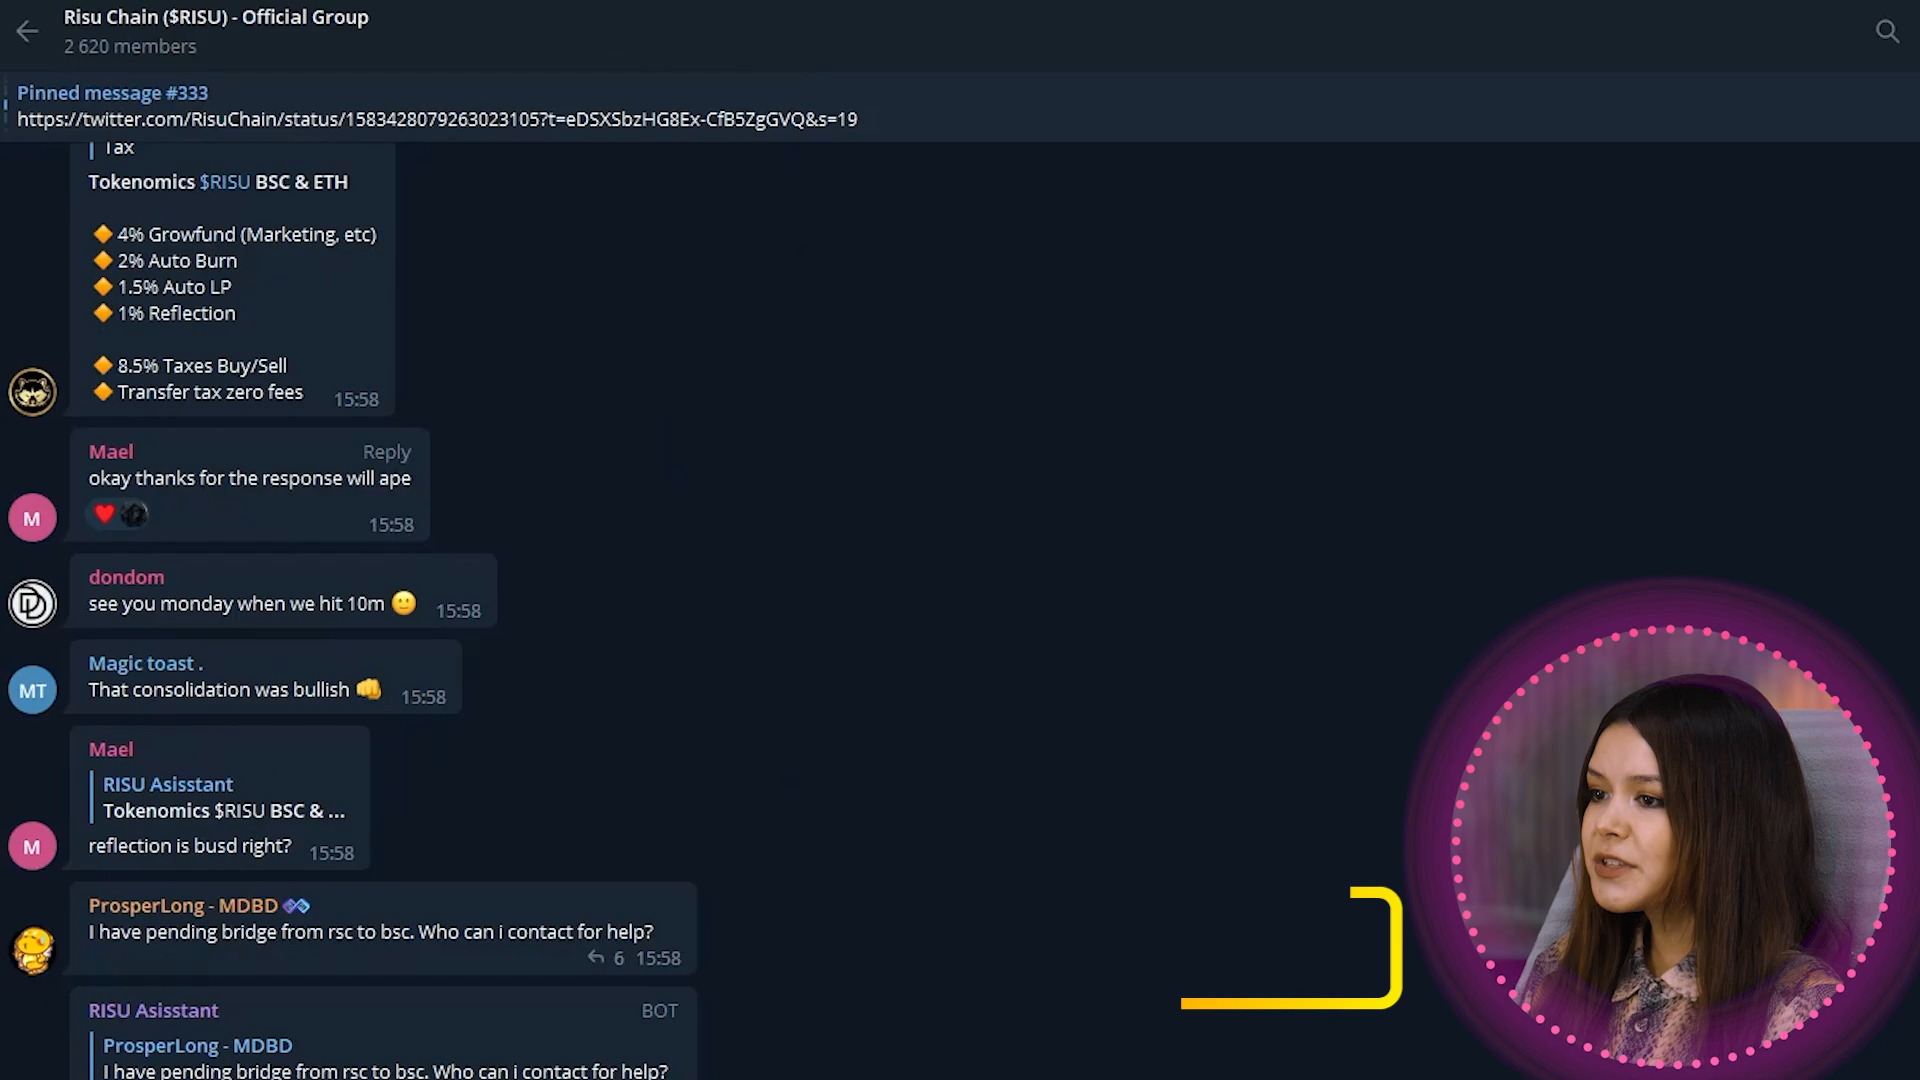 Risu Chain ($RISU) - Official Group
2 620 members
Pinned message #333
https://twitter.com/RisuChain/status/1583428079263023105?t=eDSXSbzHG8Ex-CfB5ZgGVQ&s=19
Tax
Tokenomics $RISU BSC & ETH
🔶 4% Growfund (Marketing, etc)
🔶 2% Auto Burn
🔶 1.5% Auto LP
🔶 1% Reflection
🔶 8.5% Taxes Buy/Sell
🔶 Transfer tax zero fees 15:58
Mael Reply
okay thanks for the response will ape
15:58
M
dondom
see you monday when we hit 10m 🙂 15:58
Magic toast .
That consolidation was bullish 👊 15:58
MT
Mael
RISU Asisstant
Tokenomics $RISU BSC & ...
reflection is busd right? 15:58
M
ProsperLong - MDBD
I have pending bridge from rsc to bsc. Who can i contact for help?
6 15:58
RISU Asisstant BOT
ProsperLong - MDBD
I have pending bridge from rsc to bsc. Who can i contact for help?